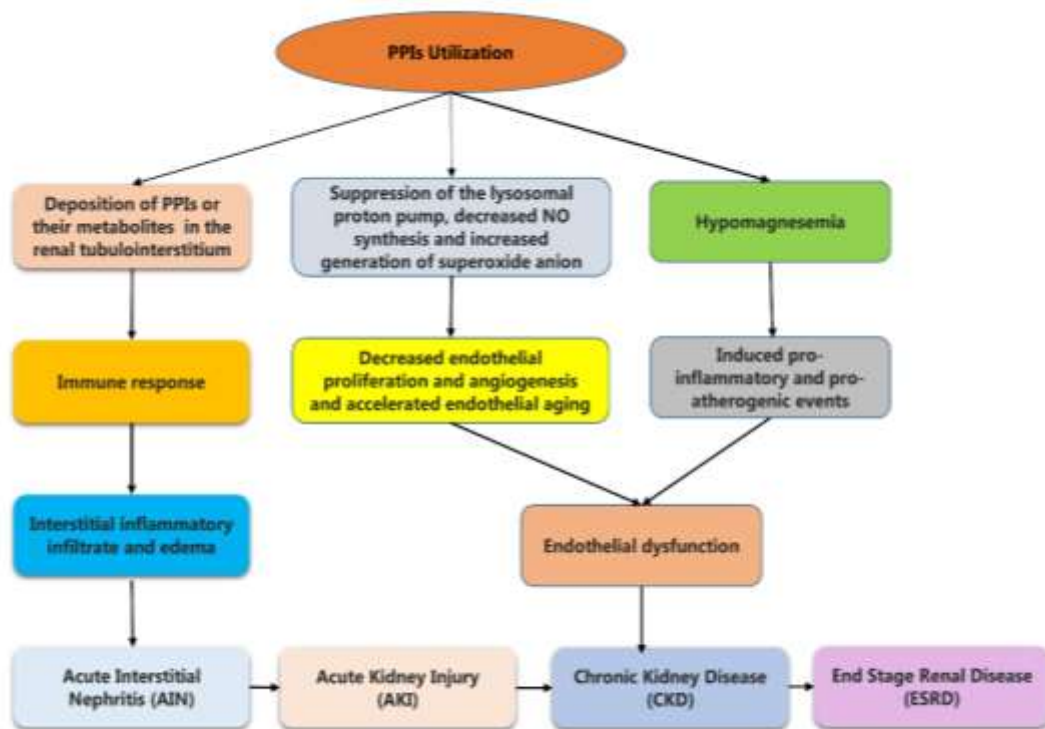 PPIs Utilization
Deposition of PPIs or
their metabolites in the
renal tubulointerstitium
Suppression of the lysosomal
proton pump, decreased NO
synthesis and increased
generation of superoxide anion
Hypomagnesemia
Immune response
Decreased endothelial
proliferation and angiogenesis
and accelerated endothelial aging
Induced pro-
inflammatory and pro-
atherogenic events
Interstitial inflammatory
infiltrate and edema
Endothelial dysfunction
Acute Interstitial
Nephritis (AIN)
Acute Kidney Injury
(AKI)
Chronic Kidney Disease
(CKD)
End Stage Renal Disease
(ESRD)